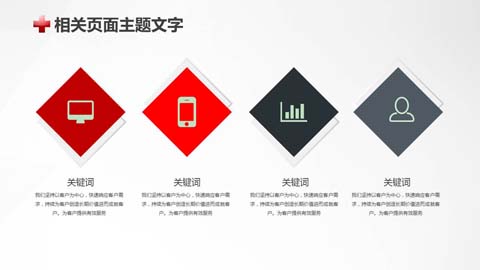 相关页面主题文字
关键词
我们坚持以客户为中心，快速响应客户需
求，持续为客户创造长期价值进而成就客
户。为客户提供有效服务
关键词
我们坚持以客户为中心，快速响应客户需
求，持续为客户创造长期价值进而成就客
户。为客户提供有效服务
关键词
我们坚持以客户为中心，快速响应客户需
求，持续为客户创造长期价值进而成就客
户。为客户提供有效服务
关键词
我们坚持以客户为中心，快速响应客户需
求，持续为客户创造长期价值进而成就客
户。为客户提供有效服务